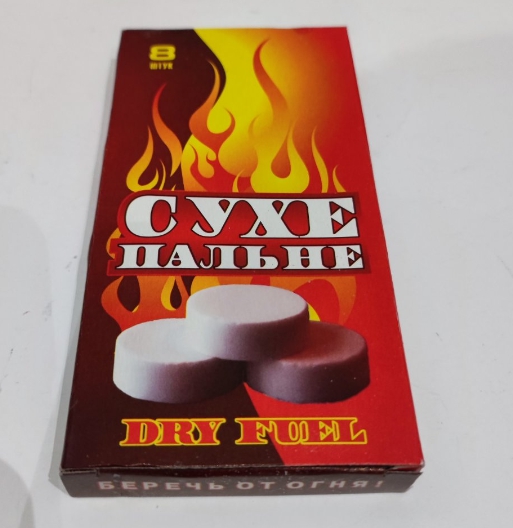 8
ШТУК
СУХЕ
ПАЛЬНЕ
DRY FUEL
БЕРЕЧЬ ОТ ОГНЯ!